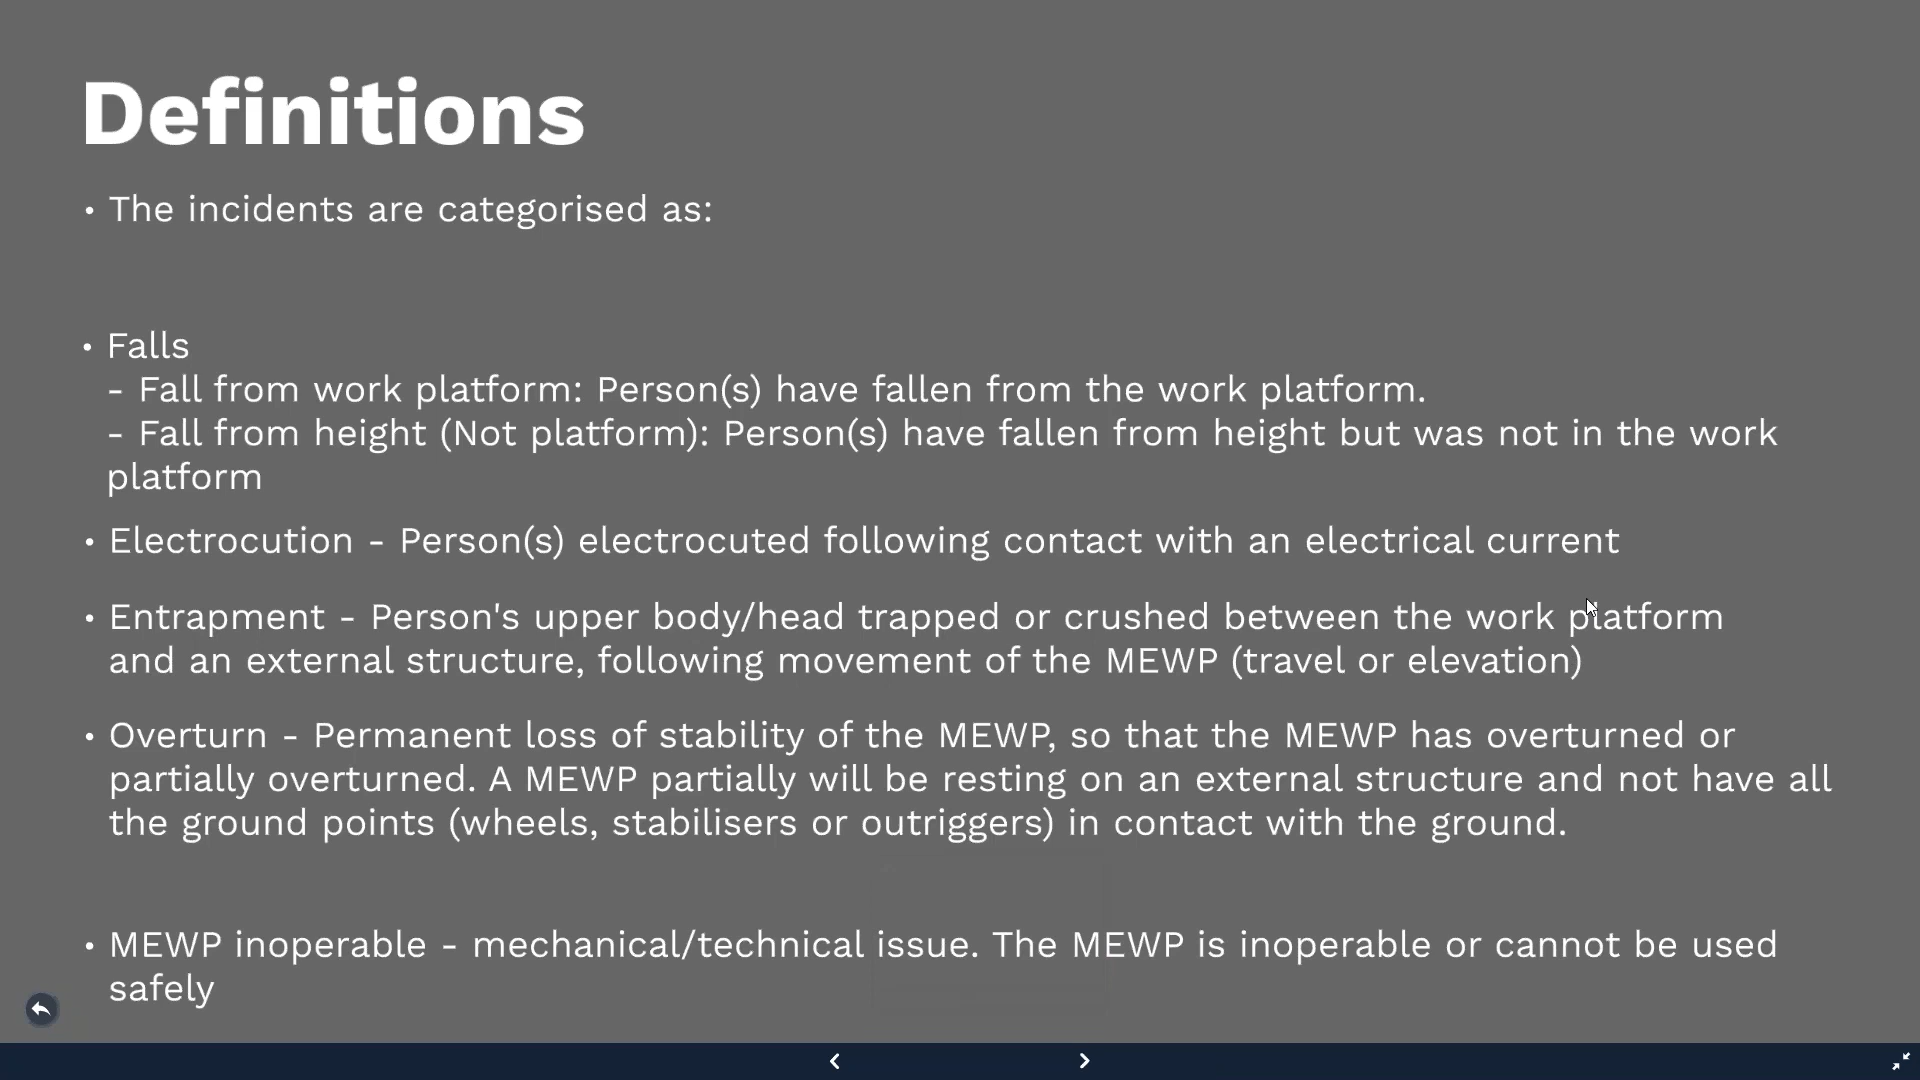 Definitions
• The incidents are categorised as:
• Falls
- Fall from work platform: Person(s) have fallen from the work platform.
- Fall from height (Not platform): Person(s) have fallen from height but was not in the work
platform
• Electrocution - Person(s) electrocuted following contact with an electrical current
• Entrapment - Person's upper body/head trapped or crushed between the work platform
and an external structure, following movement of the MEWP (travel or elevation)
• Overturn - Permanent loss of stability of the MEWP, so that the MEWP has overturned or
partially overturned. A MEWP partially will be resting on an external structure and not have all
the ground points (wheels, stabilisers or outriggers) in contact with the ground.
• MEWP inoperable - mechanical/technical issue. The MEWP is inoperable or cannot be used
safely